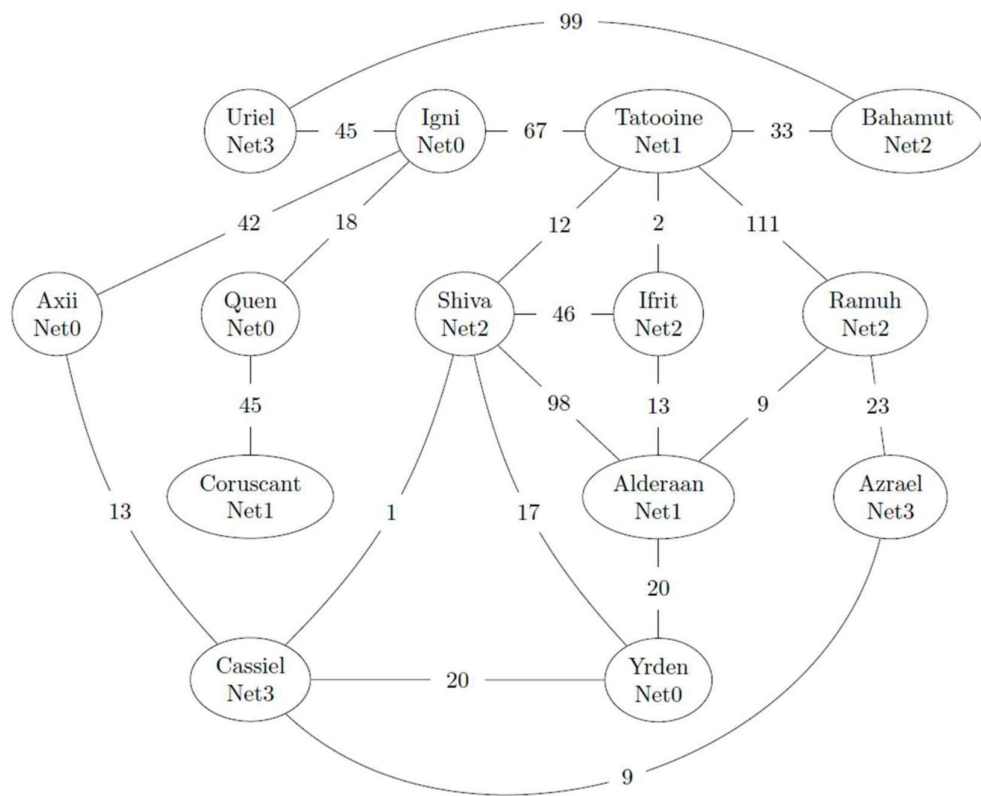 99
Uriel
Net3
45
Igni
Net0
67
Tatooine
Net1
33
Bahamut
Net2
42
18
12
2
111
Axii
Net0
Quen
Net0
Shiva
Net2
46
Ifrit
Net2
Ramuh
Net2
45
98
13
9
23
Coruscant
Net1
Alderaan
Net1
Azrael
Net3
13
1
17
20
Cassiel
Net3
20
Yrden
Net0
9